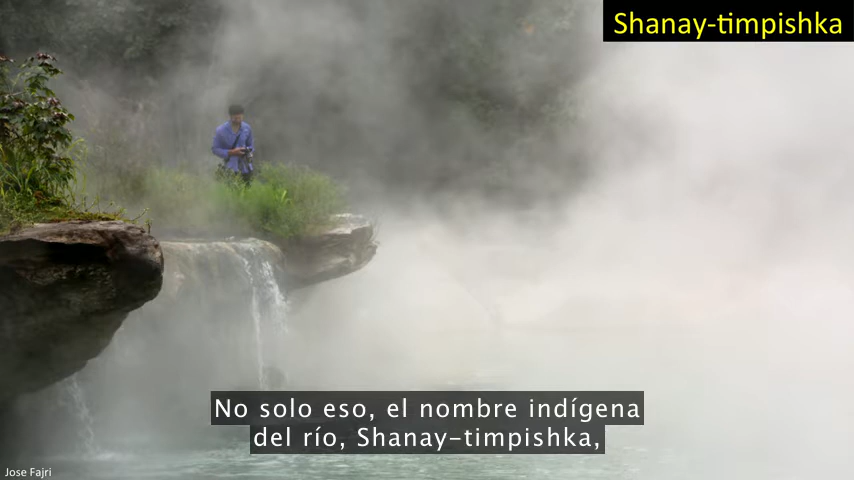 Shanay-timpishka
No solo eso, el nombre indígena
del río, Shanay-timpishka,
Jose Fajri